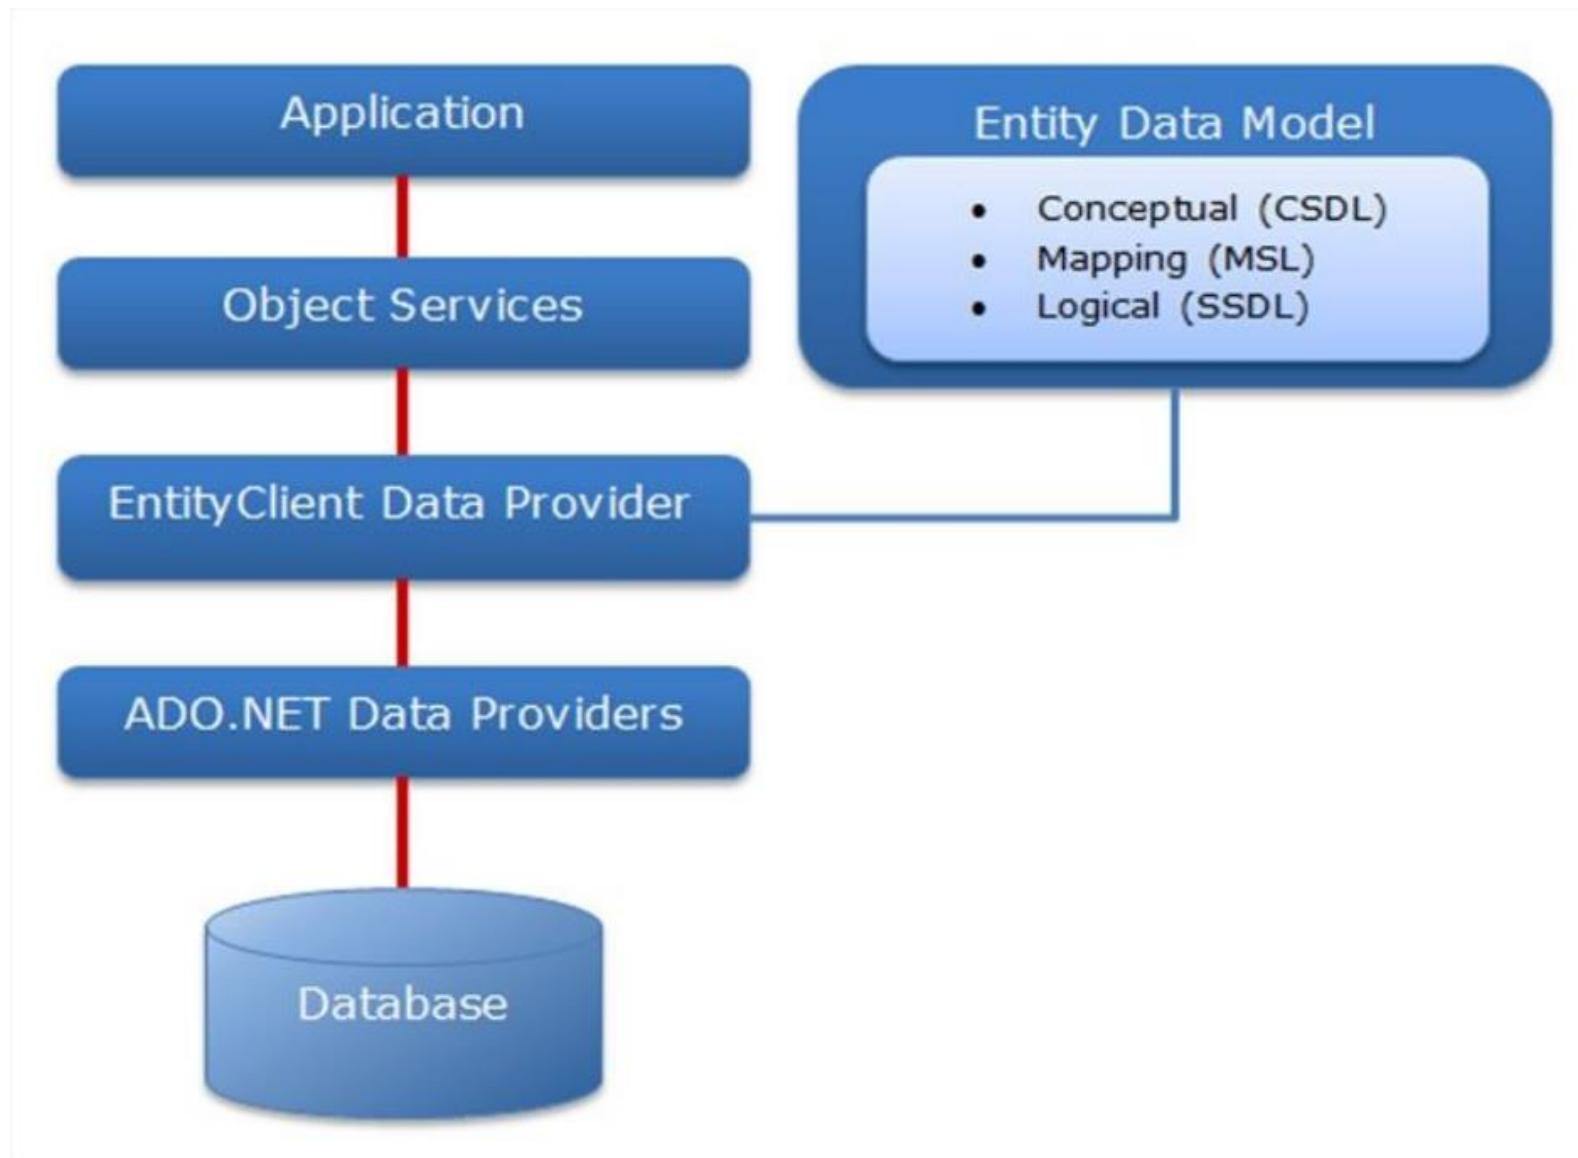 Application
Object Services
EntityClient Data Provider
ADO.NET Data Providers
Database
Entity Data Model
• Conceptual (CSDL)
• Mapping (MSL)
• Logical (SSDL)